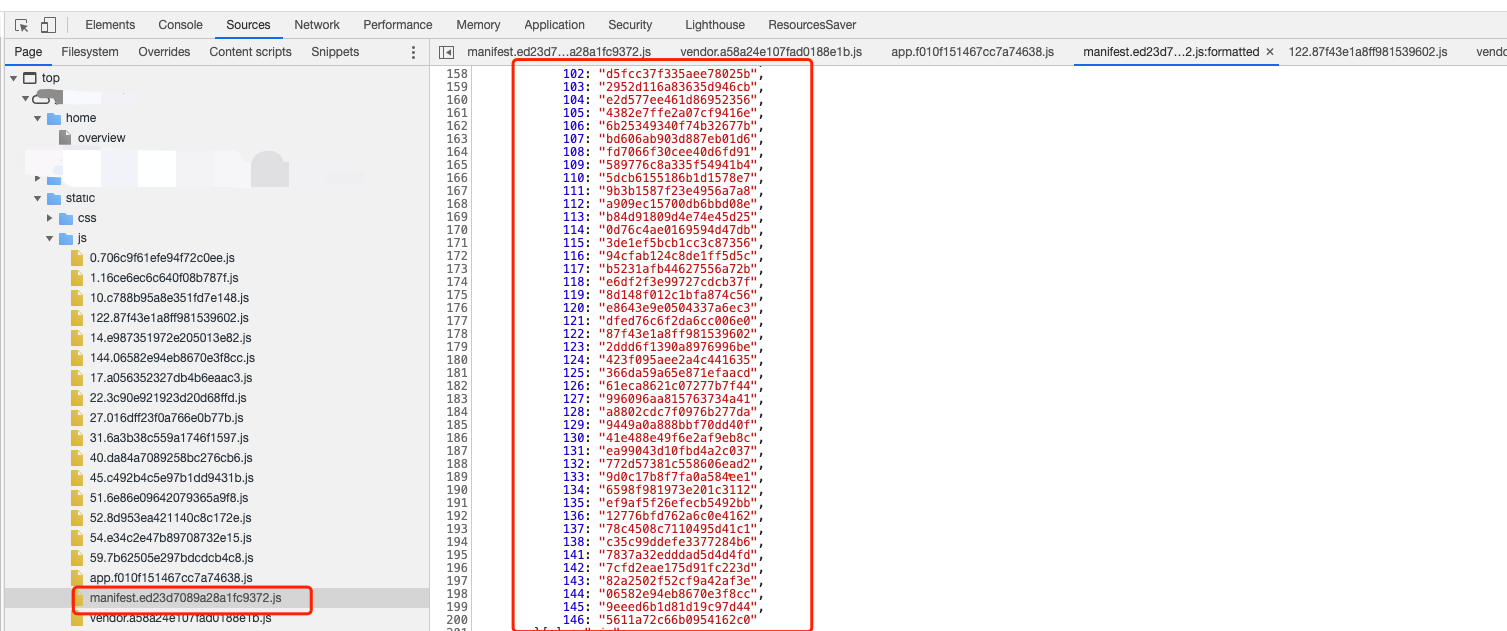 Elements Console Sources Network Performance Memory Application Security Lighthouse ResourcesSaver
Page Filesystem Overrides Content scripts Snippets
manifest.ed23d7…a28a1fc9372.js vendor.a58a24e107fad0188e1b.js app.f010f151467cc7a74638.js manifest.ed23d7…2.js:formatted × 122.87f43e1a8ff981539602.js vendo
top
home
overview
static
css
js
0.706c9f61efe94f72c0ee.js
1.16ce6ec6c640f08b787f.js
10.c788b95a8e351fd7e148.js
122.87f43e1a8ff981539602.js
14.e987351972e205013e82.js
144.06582e94eb8670e3f8cc.js
17.a056352327db4b6eaac3.js
22.3c90e921923d20d68ffd.js
27.016dff23f0a766e0b77b.js
31.6a3b38c559a1746f1597.js
40.da84a7089258bc276cb6.js
45.c492b4c5e97b1dd9431b.js
51.6e86e09642079365a9f8.js
52.8d953ea421140c8c172e.js
54.e34c2e47b89708732e15.js
59.7b62505e297bdcdcb4c8.js
app.f010f151467cc7a74638.js
manifest.ed23d7089a28a1fc9372.js
vendor.a58a24e107fad0188e1b.js
158 102: "d5fcc37f335aee78025b",
159 103: "2952d116a83635d946cb",
160 104: "e2d577ee461d86952356",
161 105: "4382e7ffe2a07cf9416e",
162 106: "6b25349340f74b32677b",
163 107: "bd606ab903d887eb01d6",
164 108: "fd7066f30cee40d6fd91",
165 109: "589776c8a335f54941b4",
166 110: "5dcb6155186b1d1578e7",
167 111: "9b3b1587f23e4956a7a8",
168 112: "a909ec15700db6bbd08e",
169 113: "b84d91809d4e74e45d25",
170 114: "0d76c4ae0169594d47db",
171 115: "3de1ef5bcb1cc3c87356",
172 116: "94cfab124c8de1ff5d5c",
173 117: "b5231afb44627556a72b",
174 118: "e6df2f3e99727cdcb37f",
175 119: "8d148f012c1bfa874c56",
176 120: "e8643e9e0504337a6ec3",
177 121: "dfed76c6f2da6cc006e0",
178 122: "87f43e1a8ff981539602",
179 123: "2ddd6f1390a8976996be",
180 124: "423f095aee2a4c441635",
181 125: "366da59a65e871efaacd",
182 126: "61eca8621c07277b7f44",
183 127: "996096aa815763734a41",
184 128: "a8802cdc7f0976b277da",
185 129: "9449a0a888bbf70dd40f",
186 130: "41e488e49f6e2af9eb8c",
187 131: "ea99043d10fbd4a2c037",
188 132: "772d57381c558606ead2",
189 133: "9d0c17b8f7fa0a584ee1",
190 134: "6598f981973e201c3112",
191 135: "ef9af5f26efecb5492bb",
192 136: "12776bfd762a6c0e4162",
193 137: "78c4508c7110495d41c1",
194 138: "c35c99ddefe3377284b6",
195 141: "7837a32edddad5d4d4fd",
196 142: "7cfd2eae175d91fc223d",
197 143: "82a2502f52cf9a42af3e",
198 144: "06582e94eb8670e3f8cc",
199 145: "9eeed6b1d81d19c97d44",
200 146: "5611a72c66b0954162c0"